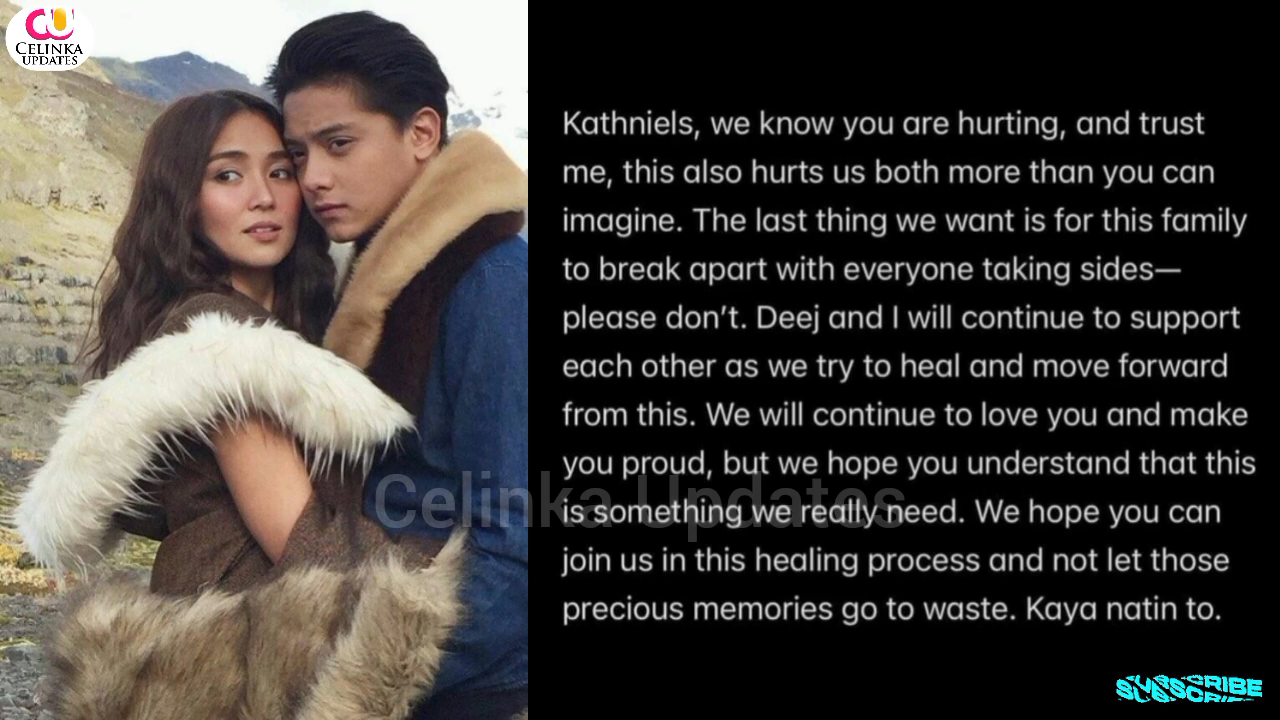 CU
CELINKA
UPDATES
Kathniels, we know you are hurting, and trust
me, this also hurts us both more than you can
imagine. The last thing we want is for this family
to break apart with everyone taking sides—
please don’t. Deej and I will continue to support
each other as we try to heal and move forward
from this. We will continue to love you and make
you proud, but we hope you understand that this
is something we really need. We hope you can
join us in this healing process and not let those
precious memories go to waste. Kaya natin to.
Celinka Updates
SUBSCRIBE
SUBSCRIBE